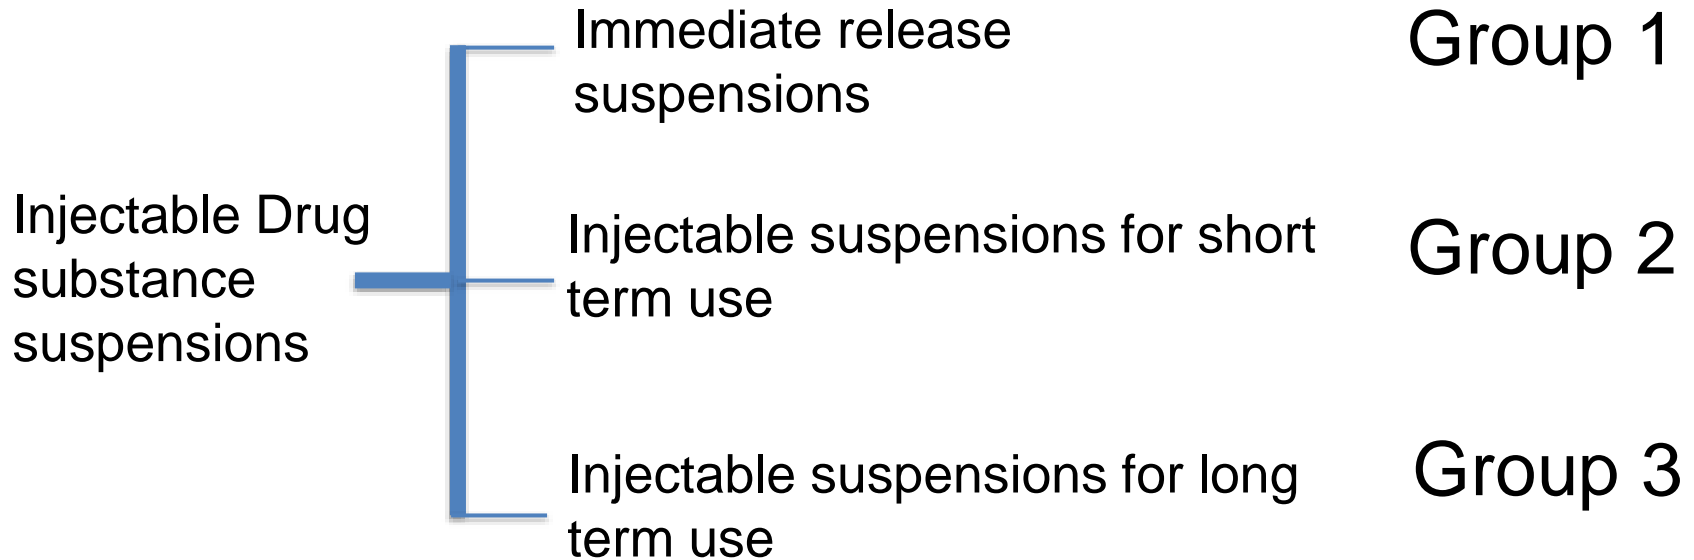 Injectable Drug
substance
suspensions
Immediate release
suspensions
Group 1
Injectable suspensions for short
term use
Group 2
Injectable suspensions for long
term use
Group 3